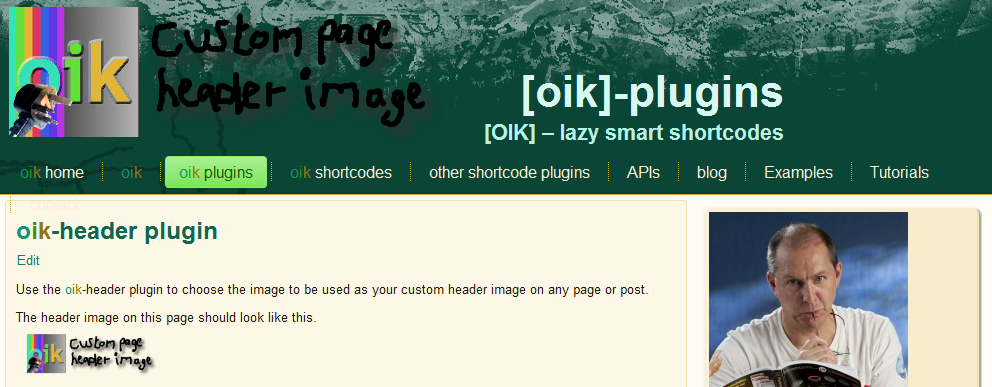 oik
Custom page
header image
[oik]-plugins
[OIK] – lazy smart shortcodes
oik home
oik
oik plugins
oik shortcodes
other shortcode plugins
APIs
blog
Examples
Tutorials
contact
oik-header plugin
Edit
Use the oik-header plugin to choose the image to be used as your custom header image on any page or post.
The header image on this page should look like this.
oik
Custom page
header image